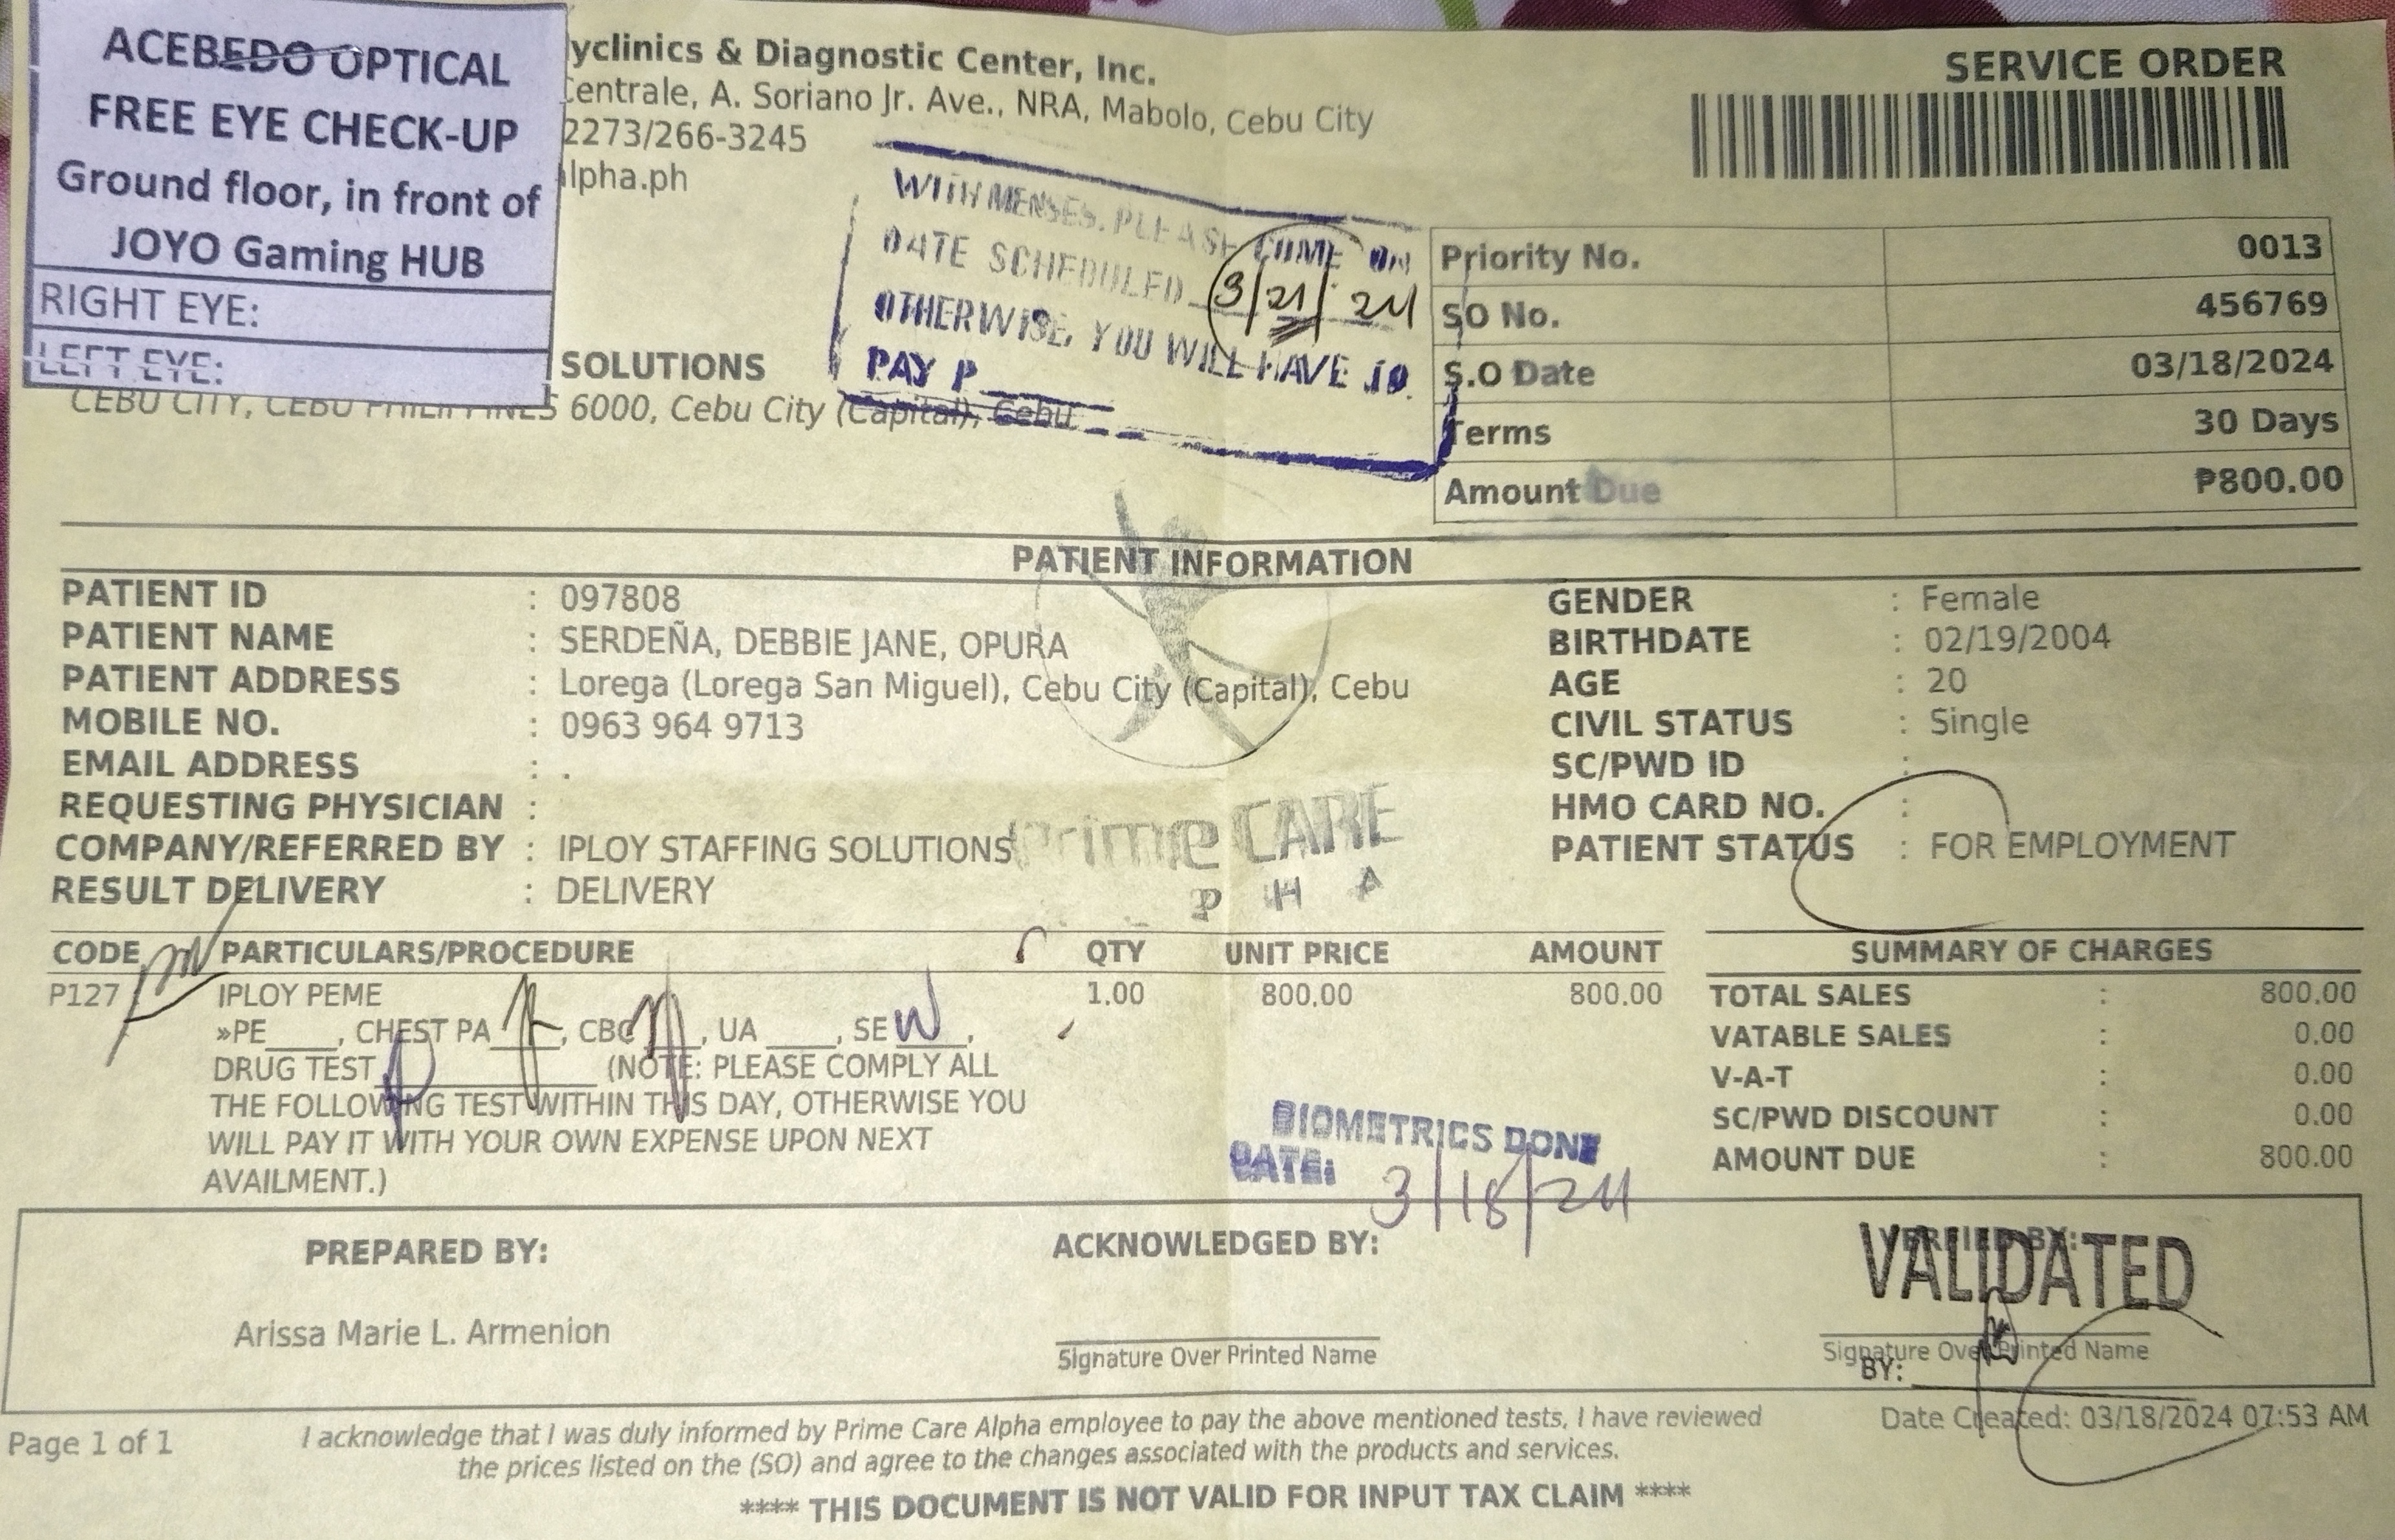 ACEBEDO OPTICAL
FREE EYE CHECK-UP
Ground floor, in front of
JOYO Gaming HUB
RIGHT EYE:
LEFT EYE:
yclinics & Diagnostic Center, Inc.
Centrale, A. Soriano Jr. Ave., NRA, Mabolo, Cebu City
2273/266-3245
lpha.ph
SERVICE ORDER
WITH MENSES. PLEASE COME ON
DATE SCHEDULED 3/21/24
OTHERWISE, YOU WILL HAVE TO
PAY P
Priority No. 0013
SO No. 456769
S.O Date 03/18/2024
Terms 30 Days
Amount Due ₱800.00
SOLUTIONS
CEBU CITY, CEBU PHILIPPINES 6000, Cebu City (Capital), Cebu
PATIENT INFORMATION
PATIENT ID : 097808
PATIENT NAME : SERDEÑA, DEBBIE JANE, OPURA
PATIENT ADDRESS : Lorega (Lorega San Miguel), Cebu City (Capital), Cebu
MOBILE NO. : 0963 964 9713
EMAIL ADDRESS : .
REQUESTING PHYSICIAN :
COMPANY/REFERRED BY : IPLOY STAFFING SOLUTIONS
RESULT DELIVERY : DELIVERY
GENDER : Female
BIRTHDATE : 02/19/2004
AGE : 20
CIVIL STATUS : Single
SC/PWD ID :
HMO CARD NO. :
PATIENT STATUS : FOR EMPLOYMENT
Prime CARE
P H A
CODE PARTICULARS/PROCEDURE QTY UNIT PRICE AMOUNT
P127 IPLOY PEME 1.00 800.00 800.00
»PE____, CHEST PA____, CBC____, UA ____, SE____,
DRUG TEST____________ (NOTE: PLEASE COMPLY ALL
THE FOLLOWING TEST WITHIN THIS DAY, OTHERWISE YOU
WILL PAY IT WITH YOUR OWN EXPENSE UPON NEXT
AVAILMENT.)
SUMMARY OF CHARGES
TOTAL SALES : 800.00
VATABLE SALES : 0.00
V-A-T : 0.00
SC/PWD DISCOUNT : 0.00
AMOUNT DUE : 800.00
BIOMETRICS DONE
DATE: 3/18/24
PREPARED BY:
Arissa Marie L. Armenion
ACKNOWLEDGED BY:
Signature Over Printed Name
VERIFIED BY:
VALIDATED
Signature Over Printed Name
BY:
Page 1 of 1
I acknowledge that I was duly informed by Prime Care Alpha employee to pay the above mentioned tests, I have reviewed
the prices listed on the (SO) and agree to the changes associated with the products and services.
Date Created: 03/18/2024 07:53 AM
**** THIS DOCUMENT IS NOT VALID FOR INPUT TAX CLAIM ****